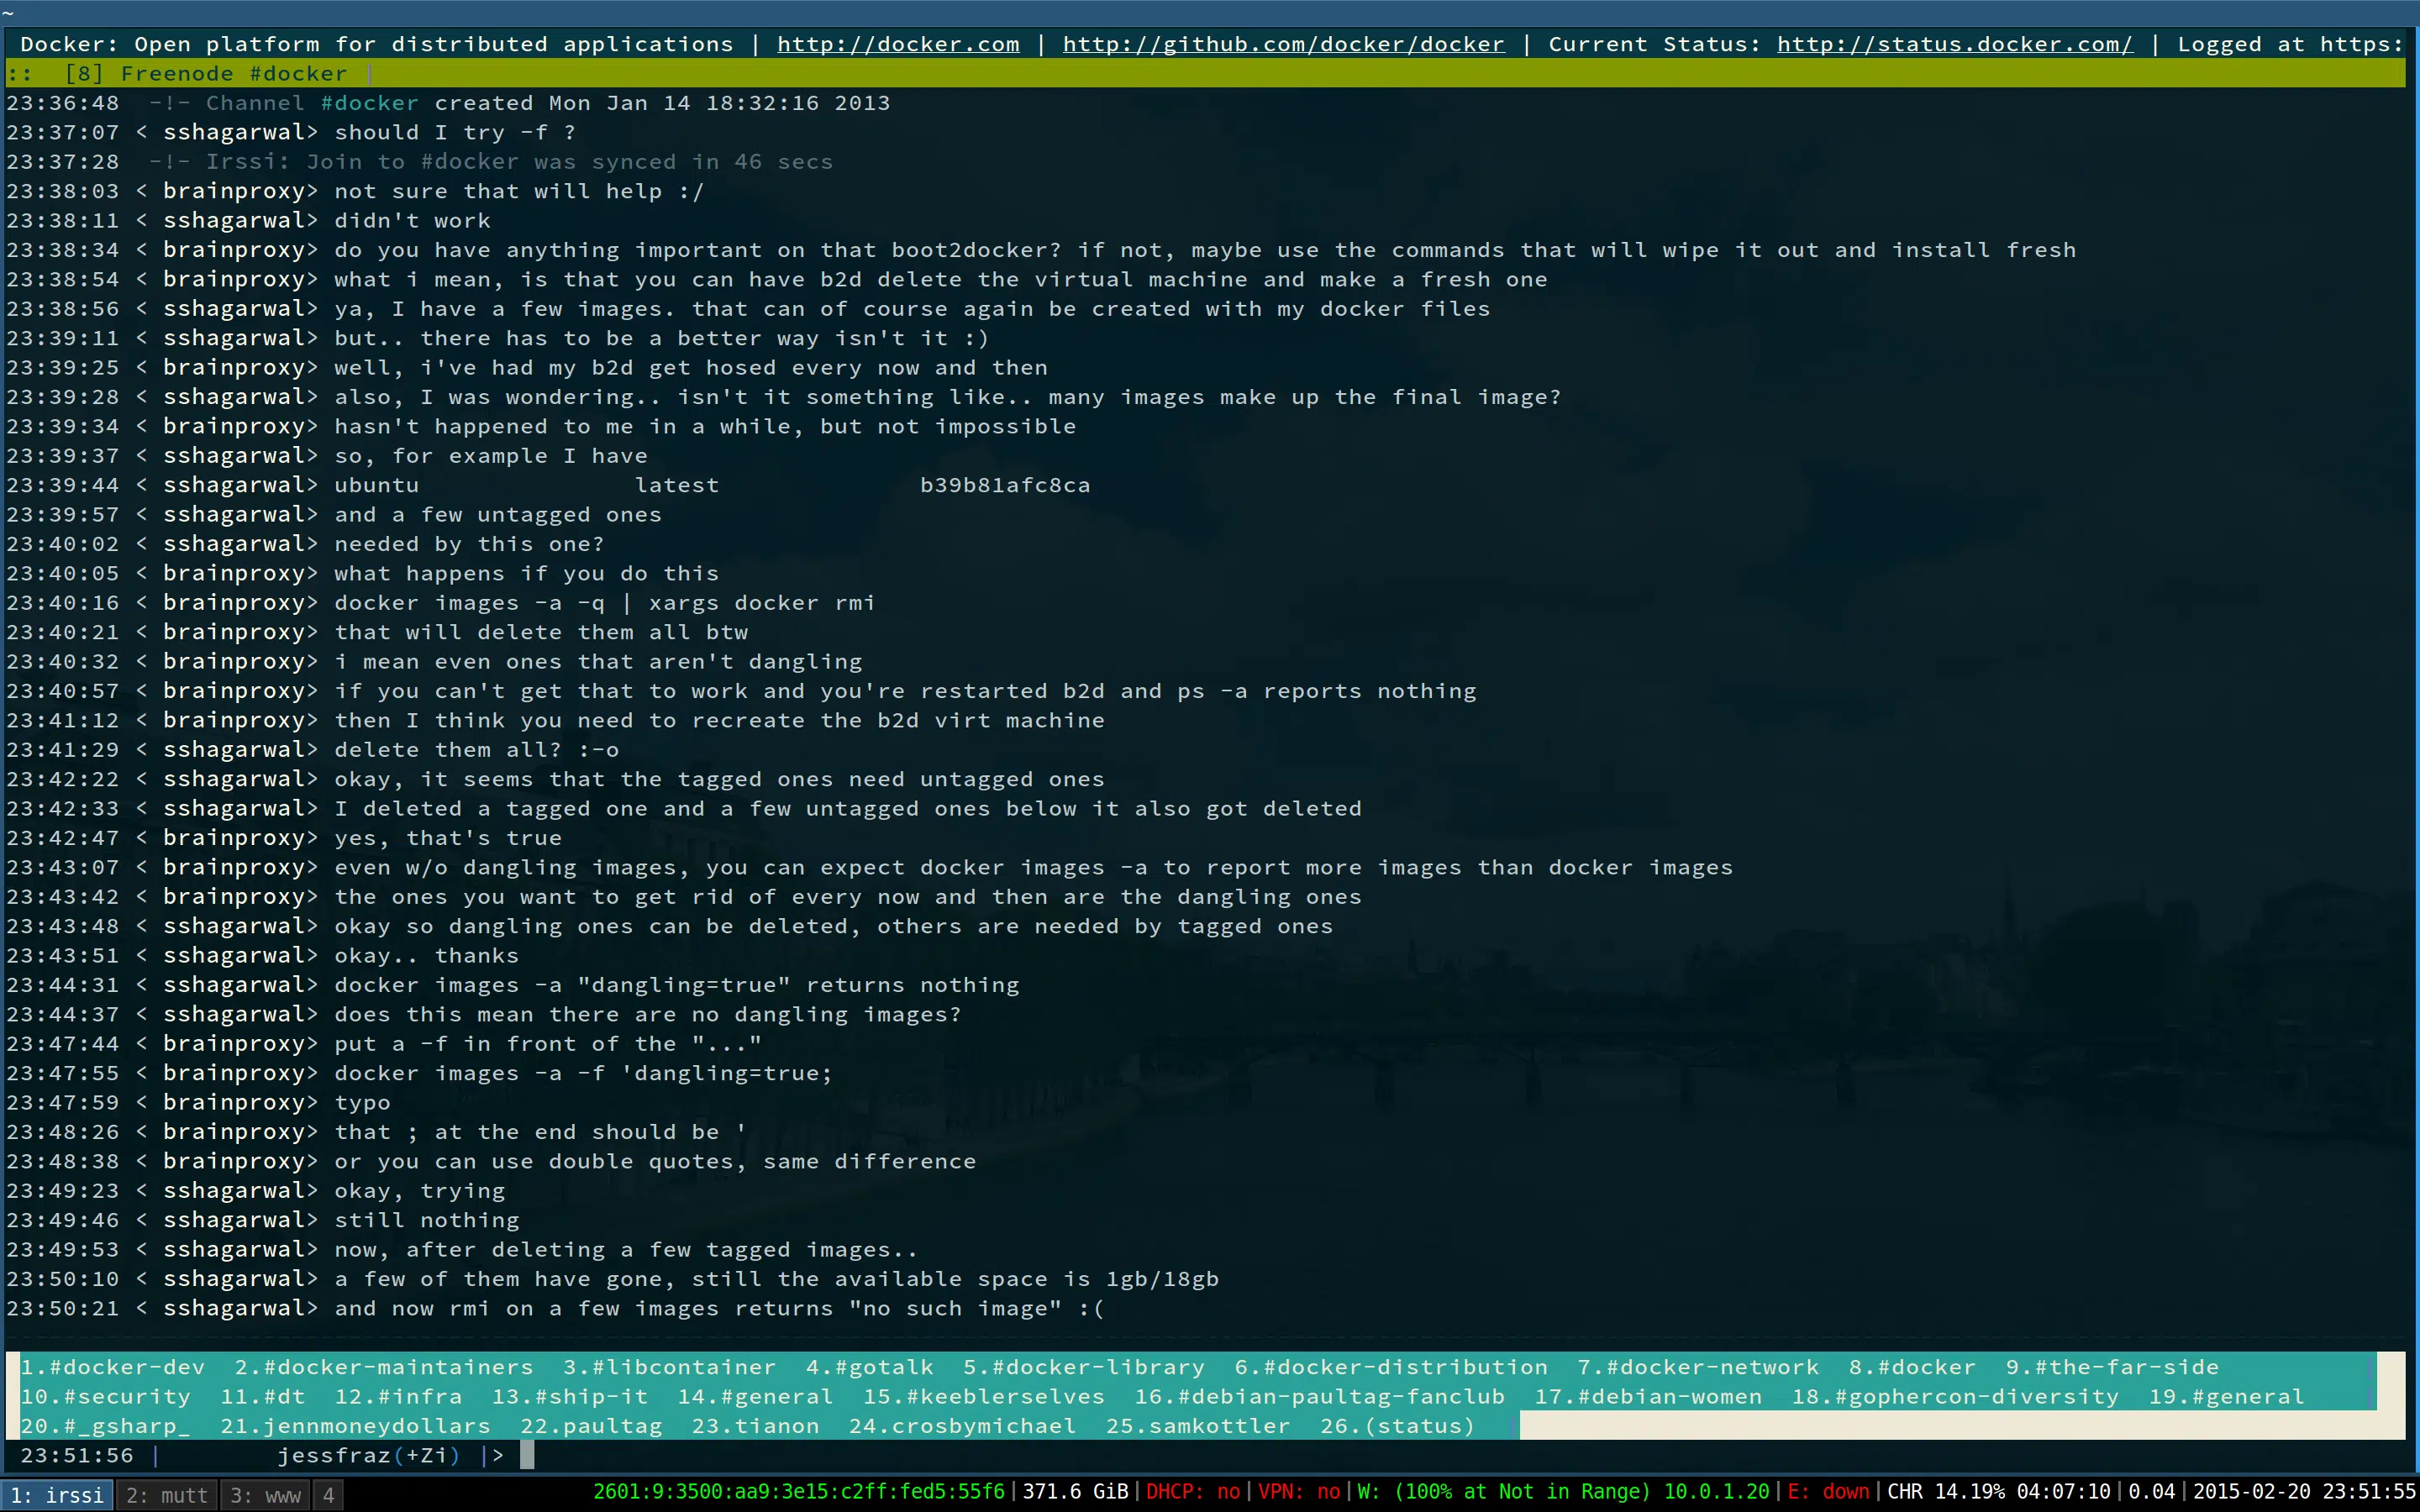 ~
Docker: Open platform for distributed applications | http://docker.com | http://github.com/docker/docker | Current Status: http://status.docker.com/ | Logged at https:
:: [8] Freenode #docker |
23:36:48 -!- Channel #docker created Mon Jan 14 18:32:16 2013
23:37:07 < sshagarwal> should I try -f ?
23:37:28 -!- Irssi: Join to #docker was synced in 46 secs
23:38:03 < brainproxy> not sure that will help :/
23:38:11 < sshagarwal> didn't work
23:38:34 < brainproxy> do you have anything important on that boot2docker? if not, maybe use the commands that will wipe it out and install fresh
23:38:54 < brainproxy> what i mean, is that you can have b2d delete the virtual machine and make a fresh one
23:38:56 < sshagarwal> ya, I have a few images. that can of course again be created with my docker files
23:39:11 < sshagarwal> but.. there has to be a better way isn't it :)
23:39:25 < brainproxy> well, i've had my b2d get hosed every now and then
23:39:28 < sshagarwal> also, I was wondering.. isn't it something like.. many images make up the final image?
23:39:34 < brainproxy> hasn't happened to me in a while, but not impossible
23:39:37 < sshagarwal> so, for example I have
23:39:44 < sshagarwal> ubuntu latest b39b81afc8ca
23:39:57 < sshagarwal> and a few untagged ones
23:40:02 < sshagarwal> needed by this one?
23:40:05 < brainproxy> what happens if you do this
23:40:16 < brainproxy> docker images -a -q | xargs docker rmi
23:40:21 < brainproxy> that will delete them all btw
23:40:32 < brainproxy> i mean even ones that aren't dangling
23:40:57 < brainproxy> if you can't get that to work and you're restarted b2d and ps -a reports nothing
23:41:12 < brainproxy> then I think you need to recreate the b2d virt machine
23:41:29 < sshagarwal> delete them all? :-o
23:42:22 < sshagarwal> okay, it seems that the tagged ones need untagged ones
23:42:33 < sshagarwal> I deleted a tagged one and a few untagged ones below it also got deleted
23:42:47 < brainproxy> yes, that's true
23:43:07 < brainproxy> even w/o dangling images, you can expect docker images -a to report more images than docker images
23:43:42 < brainproxy> the ones you want to get rid of every now and then are the dangling ones
23:43:48 < sshagarwal> okay so dangling ones can be deleted, others are needed by tagged ones
23:43:51 < sshagarwal> okay.. thanks
23:44:31 < sshagarwal> docker images -a "dangling=true" returns nothing
23:44:37 < sshagarwal> does this mean there are no dangling images?
23:47:44 < brainproxy> put a -f in front of the "..."
23:47:55 < brainproxy> docker images -a -f 'dangling=true;
23:47:59 < brainproxy> typo
23:48:26 < brainproxy> that ; at the end should be '
23:48:38 < brainproxy> or you can use double quotes, same difference
23:49:23 < sshagarwal> okay, trying
23:49:46 < sshagarwal> still nothing
23:49:53 < sshagarwal> now, after deleting a few tagged images..
23:50:10 < sshagarwal> a few of them have gone, still the available space is 1gb/18gb
23:50:21 < sshagarwal> and now rmi on a few images returns "no such image" :(
1.#docker-dev 2.#docker-maintainers 3.#libcontainer 4.#gotalk 5.#docker-library 6.#docker-distribution 7.#docker-network 8.#docker 9.#the-far-side
10.#security 11.#dt 12.#infra 13.#ship-it 14.#general 15.#keeblerselves 16.#debian-paultag-fanclub 17.#debian-women 18.#gophercon-diversity 19.#general
20.#_gsharp_ 21.jennmoneydollars 22.paultag 23.tianon 24.crosbymichael 25.samkottler 26.(status)
23:51:56 | jessfraz(+Zi) |>
1: irssi 2: mutt 3: www 4 2601:9:3500:aa9:3e15:c2ff:fed5:55f6 | 371.6 GiB | DHCP: no | VPN: no | W: (100% at Not in Range) 10.0.1.20 | E: down | CHR 14.19% 04:07:10 | 0.04 | 2015-02-20 23:51:55